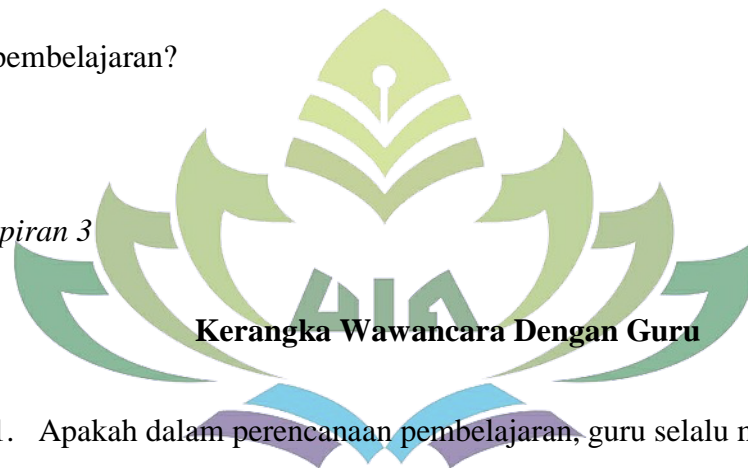 pembelajaran?
piran 3
Kerangka Wawancara Dengan Guru
1. Apakah dalam perencanaan pembelajaran, guru selalu